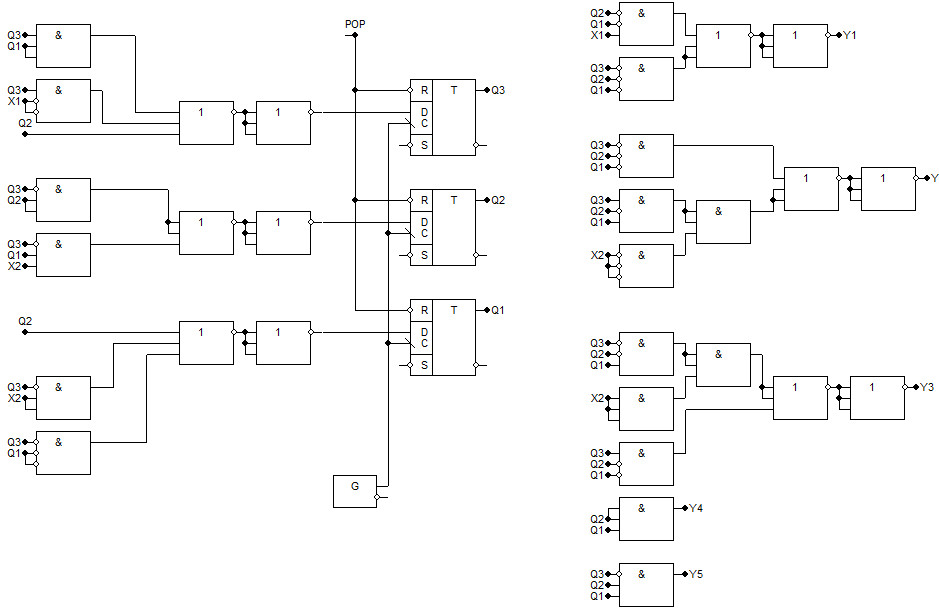 Q3 & 
Q1
Q3 &
X1
Q2
1 1
Q3 &
Q2
1 1
Q3 &
Q1
X2
Q2
1 1
Q3 &
X2
Q3 &
Q1
POP
R T Q3
D
C
S
R T Q2
D
C
S
R T Q1
D
C
S
G
Q2 &
Q1
X1
1 1 Y1
Q3 &
Q2
Q1
Q3 &
Q2
Q1
1 1 Y
Q3 &
Q2
Q1
&
X2 &
Q3 &
Q2
Q1
&
1 1 Y3
X2 &
Q3 &
Q2
Q1
& Y4
Q2
Q1
Q3 & Y5
Q2
Q1